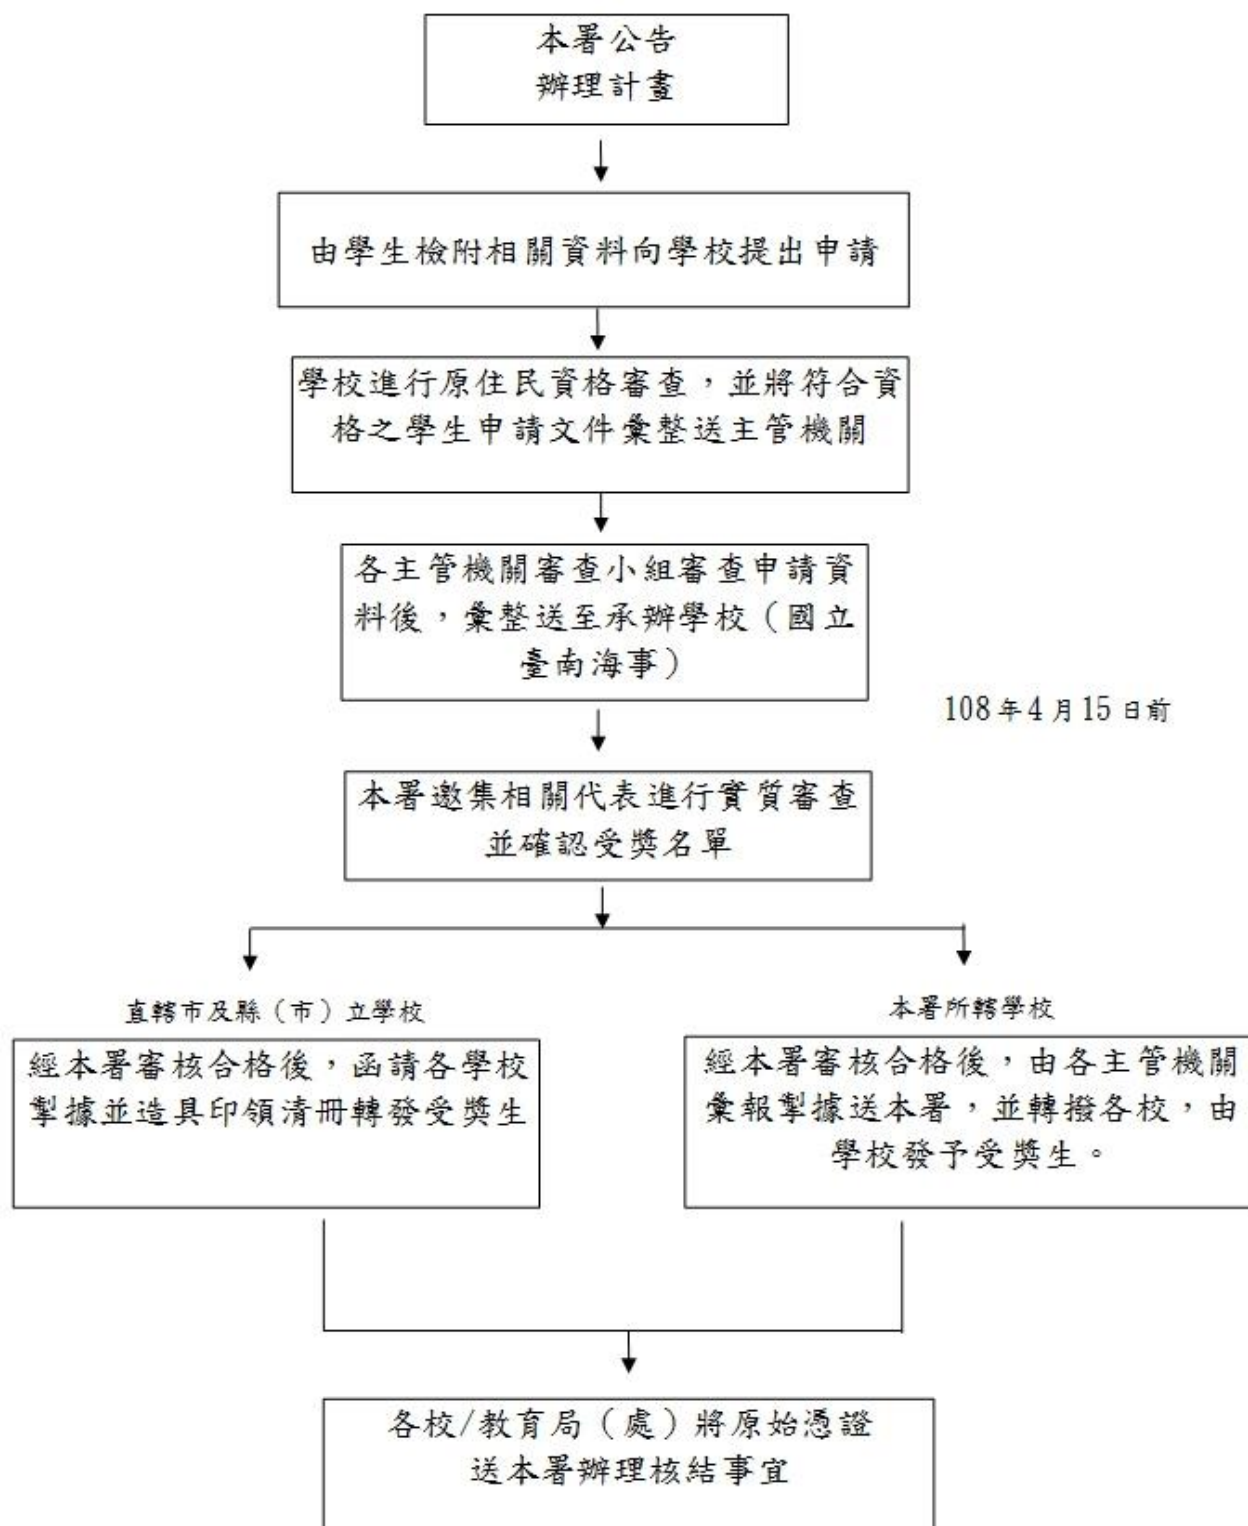 本署公告
辦理計畫
由學生檢附相關資料向學校提出申請
學校進行原住民資格審查，並將符合資
格之學生申請文件彙整送主管機關
各主管機關審查小組審查申請資
料後，彙整送至承辦學校（國立
臺南海事）
108年4月15日前
本署邀集相關代表進行實質審查
並確認受獎名單
直轄市及縣（市）立學校
經本署審核合格後，函請各學校
掣據並造具印領清冊轉發受獎生
本署所轄學校
經本署審核合格後，由各主管機關
彙報掣據送本署，並轉撥各校，由
學校發予受獎生。
各校/教育局（處）將原始憑證
送本署辦理核結事宜